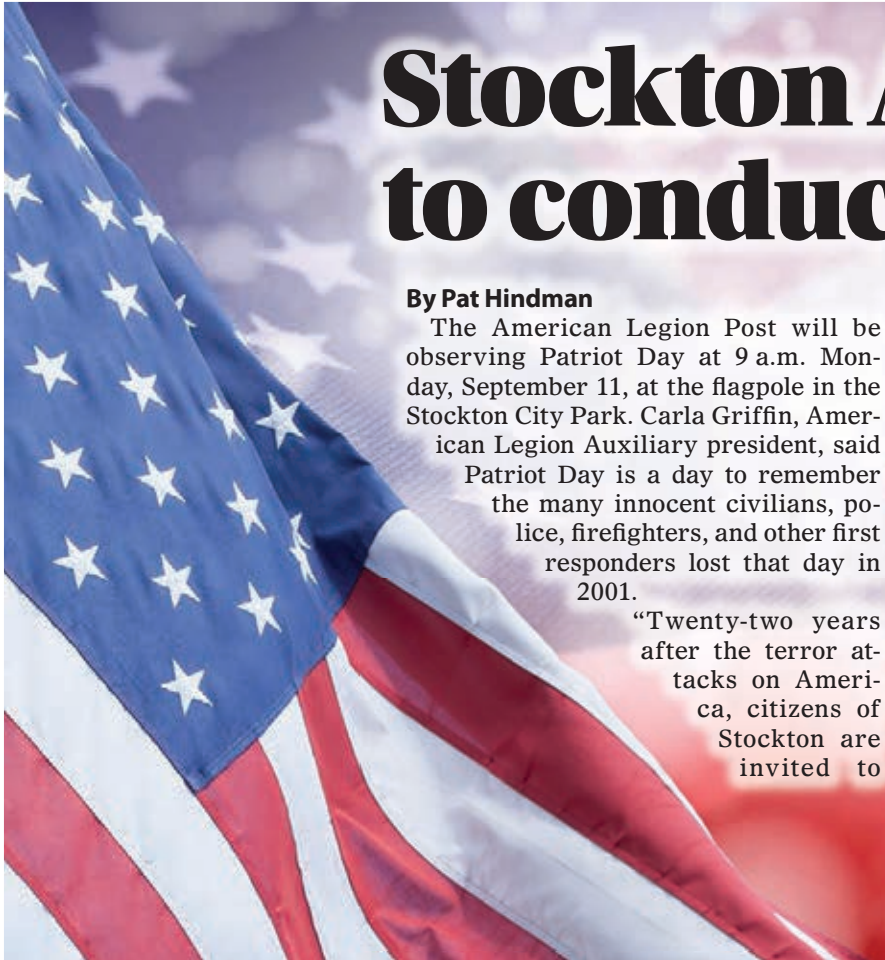 Stockton
to conduc
By Pat Hindman
The American Legion Post will be
observing Patriot Day at 9 a.m. Mon-
day, September 11, at the flagpole in the
Stockton City Park. Carla Griffin, Amer-
ican Legion Auxiliary president, said
Patriot Day is a day to remember
the many innocent civilians, po-
lice, firefighters, and other first
responders lost that day in
2001.
“Twenty-two years
after the terror at-
tacks on Ameri-
ca, citizens of
Stockton are
invited to